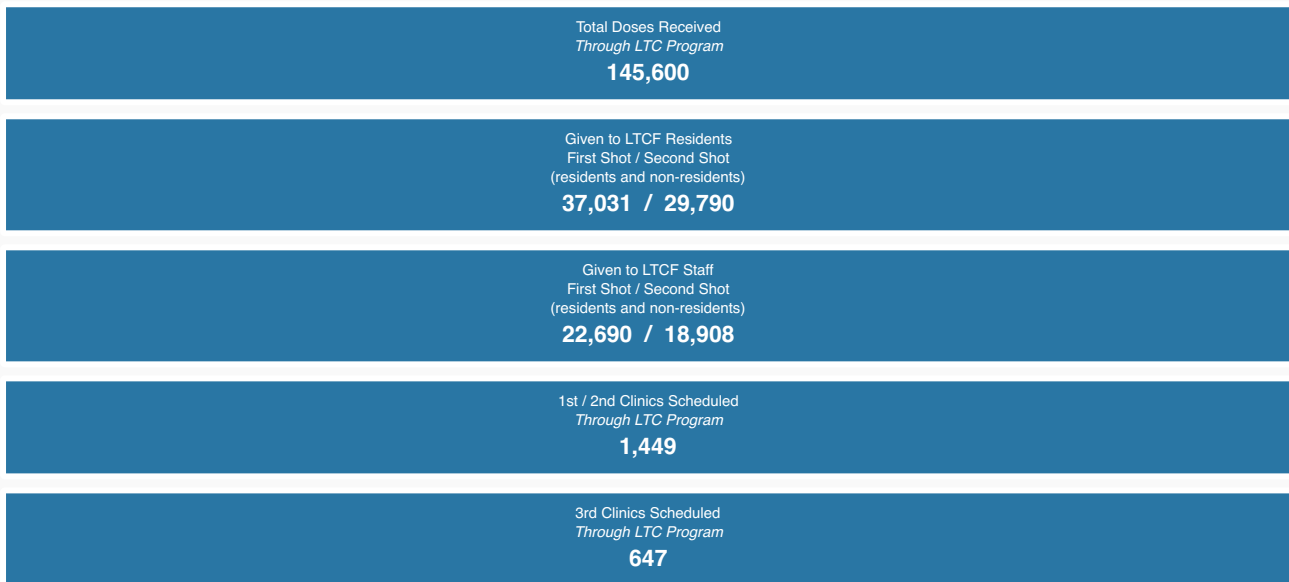 Total Doses Received
Through LTC Program
145,600
Given to LTCF Residents
First Shot / Second Shot
(residents and non-residents)
37,031 / 29,790
Given to LTCF Staff
First Shot / Second Shot
(residents and non-residents)
22,690 / 18,908
1st / 2nd Clinics Scheduled
Through LTC Program
1,449
3rd Clinics Scheduled
Through LTC Program
647